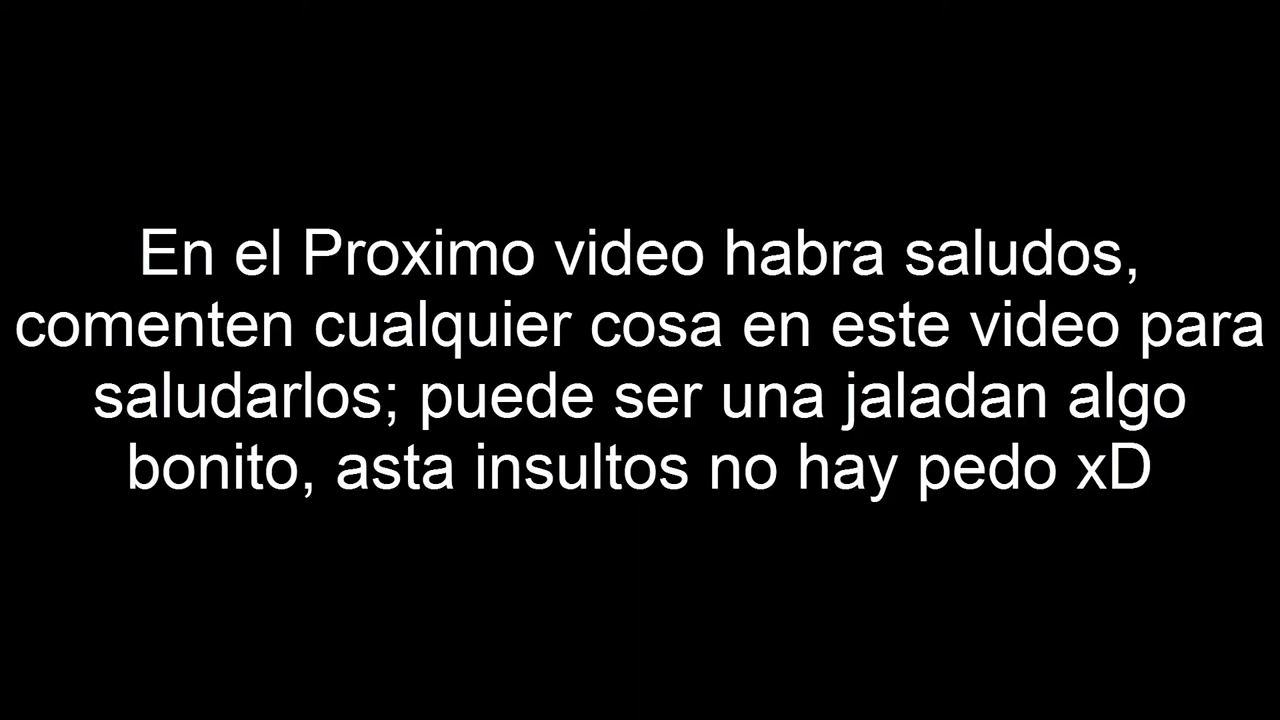 En el Proximo video habra saludos,
comenten cualquier cosa en este video para
saludarlos; puede ser una jaladan algo
bonito, asta insultos no hay pedo xD